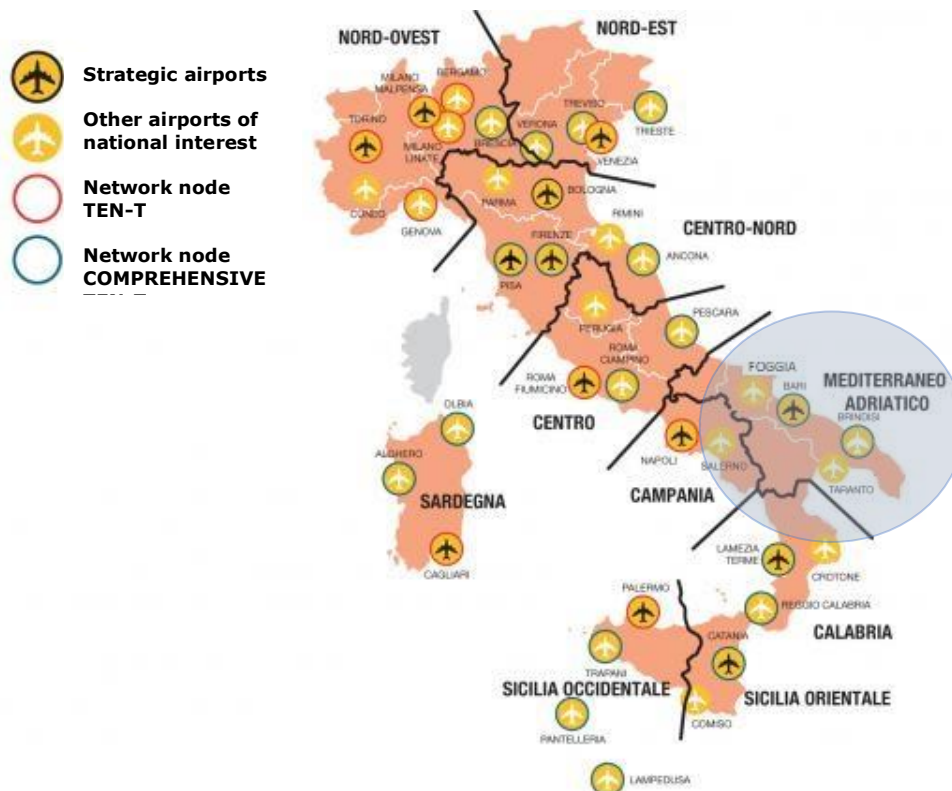 Strategic airports
Other airports of
national interest
Network node
TEN-T
Network node
COMPREHENSIVE
TEN-T
NORD-OVEST
NORD-EST
BERGAMO
MILANO
MALPENSA
TORINO
MILANO
LINATE
BRESCIA
VERONA
TREVISO
VENEZIA
TRIESTE
CUNEO
GENOVA
PARMA
BOLOGNA
RIMINI
CENTRO-NORD
FIRENZE
PISA
ANCONA
PERUGIA
PESCARA
ROMA
CIAMPINO
ROMA
FIUMICINO
CENTRO
FOGGIA
BARI
MEDITERRANEO
ADRIATICO
BRINDISI
TARANTO
NAPOLI
SALERNO
CAMPANIA
OLBIA
ALGHERO
SARDEGNA
CAGLIARI
LAMEZIA
TERME
CROTONE
REGGIO CALABRIA
CALABRIA
PALERMO
CATANIA
TRAPANI
SICILIA OCCIDENTALE
SICILIA ORIENTALE
COMISO
PANTELLERIA
LAMPEDUSA